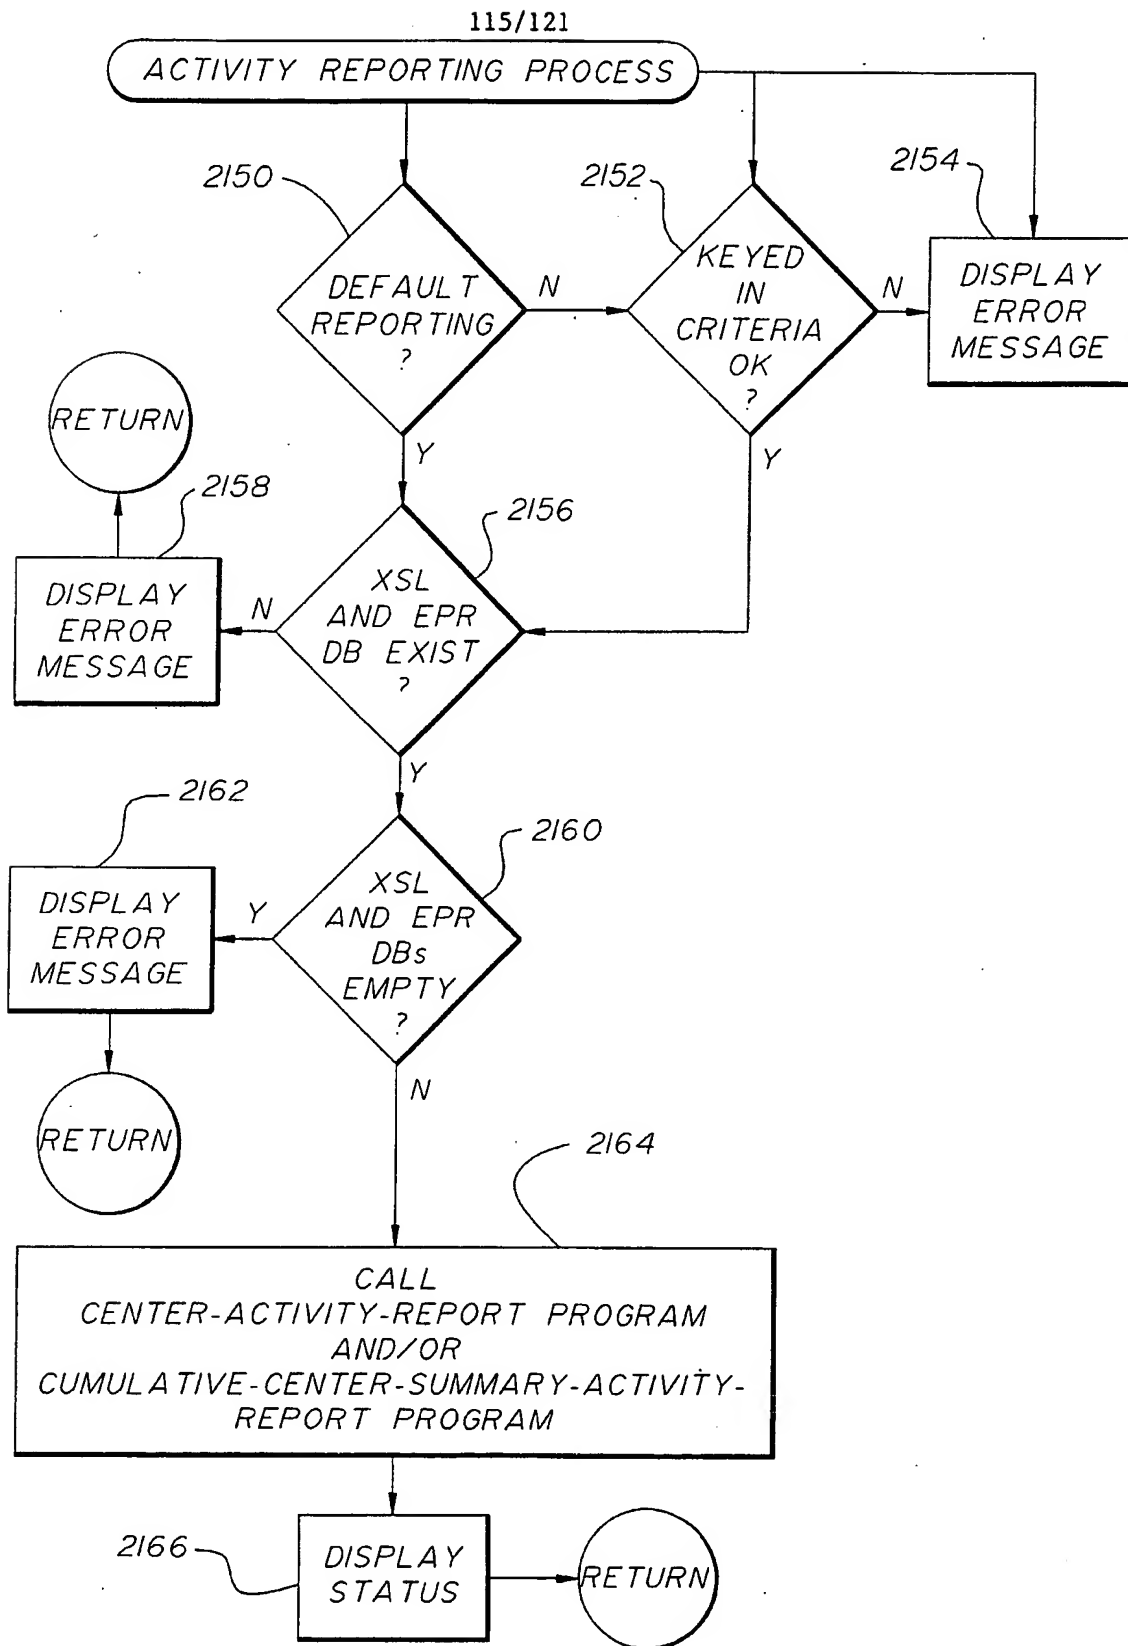 115/121
ACTIVITY REPORTING PROCESS
2150
2152
2154
DEFAULT
REPORTING
?
N
KEYED
IN
CRITERIA
OK
?
N
DISPLAY
ERROR
MESSAGE
RETURN
Y
Y
2158
2156
DISPLAY
ERROR
MESSAGE
N
XSL
AND EPR
DB EXIST
?
Y
2162
2160
DISPLAY
ERROR
MESSAGE
Y
XSL
AND EPR
DBs
EMPTY
?
N
RETURN
2164
CALL
CENTER-ACTIVITY-REPORT PROGRAM
AND/OR
CUMULATIVE-CENTER-SUMMARY-ACTIVITY-
REPORT PROGRAM
2166
DISPLAY
STATUS
RETURN